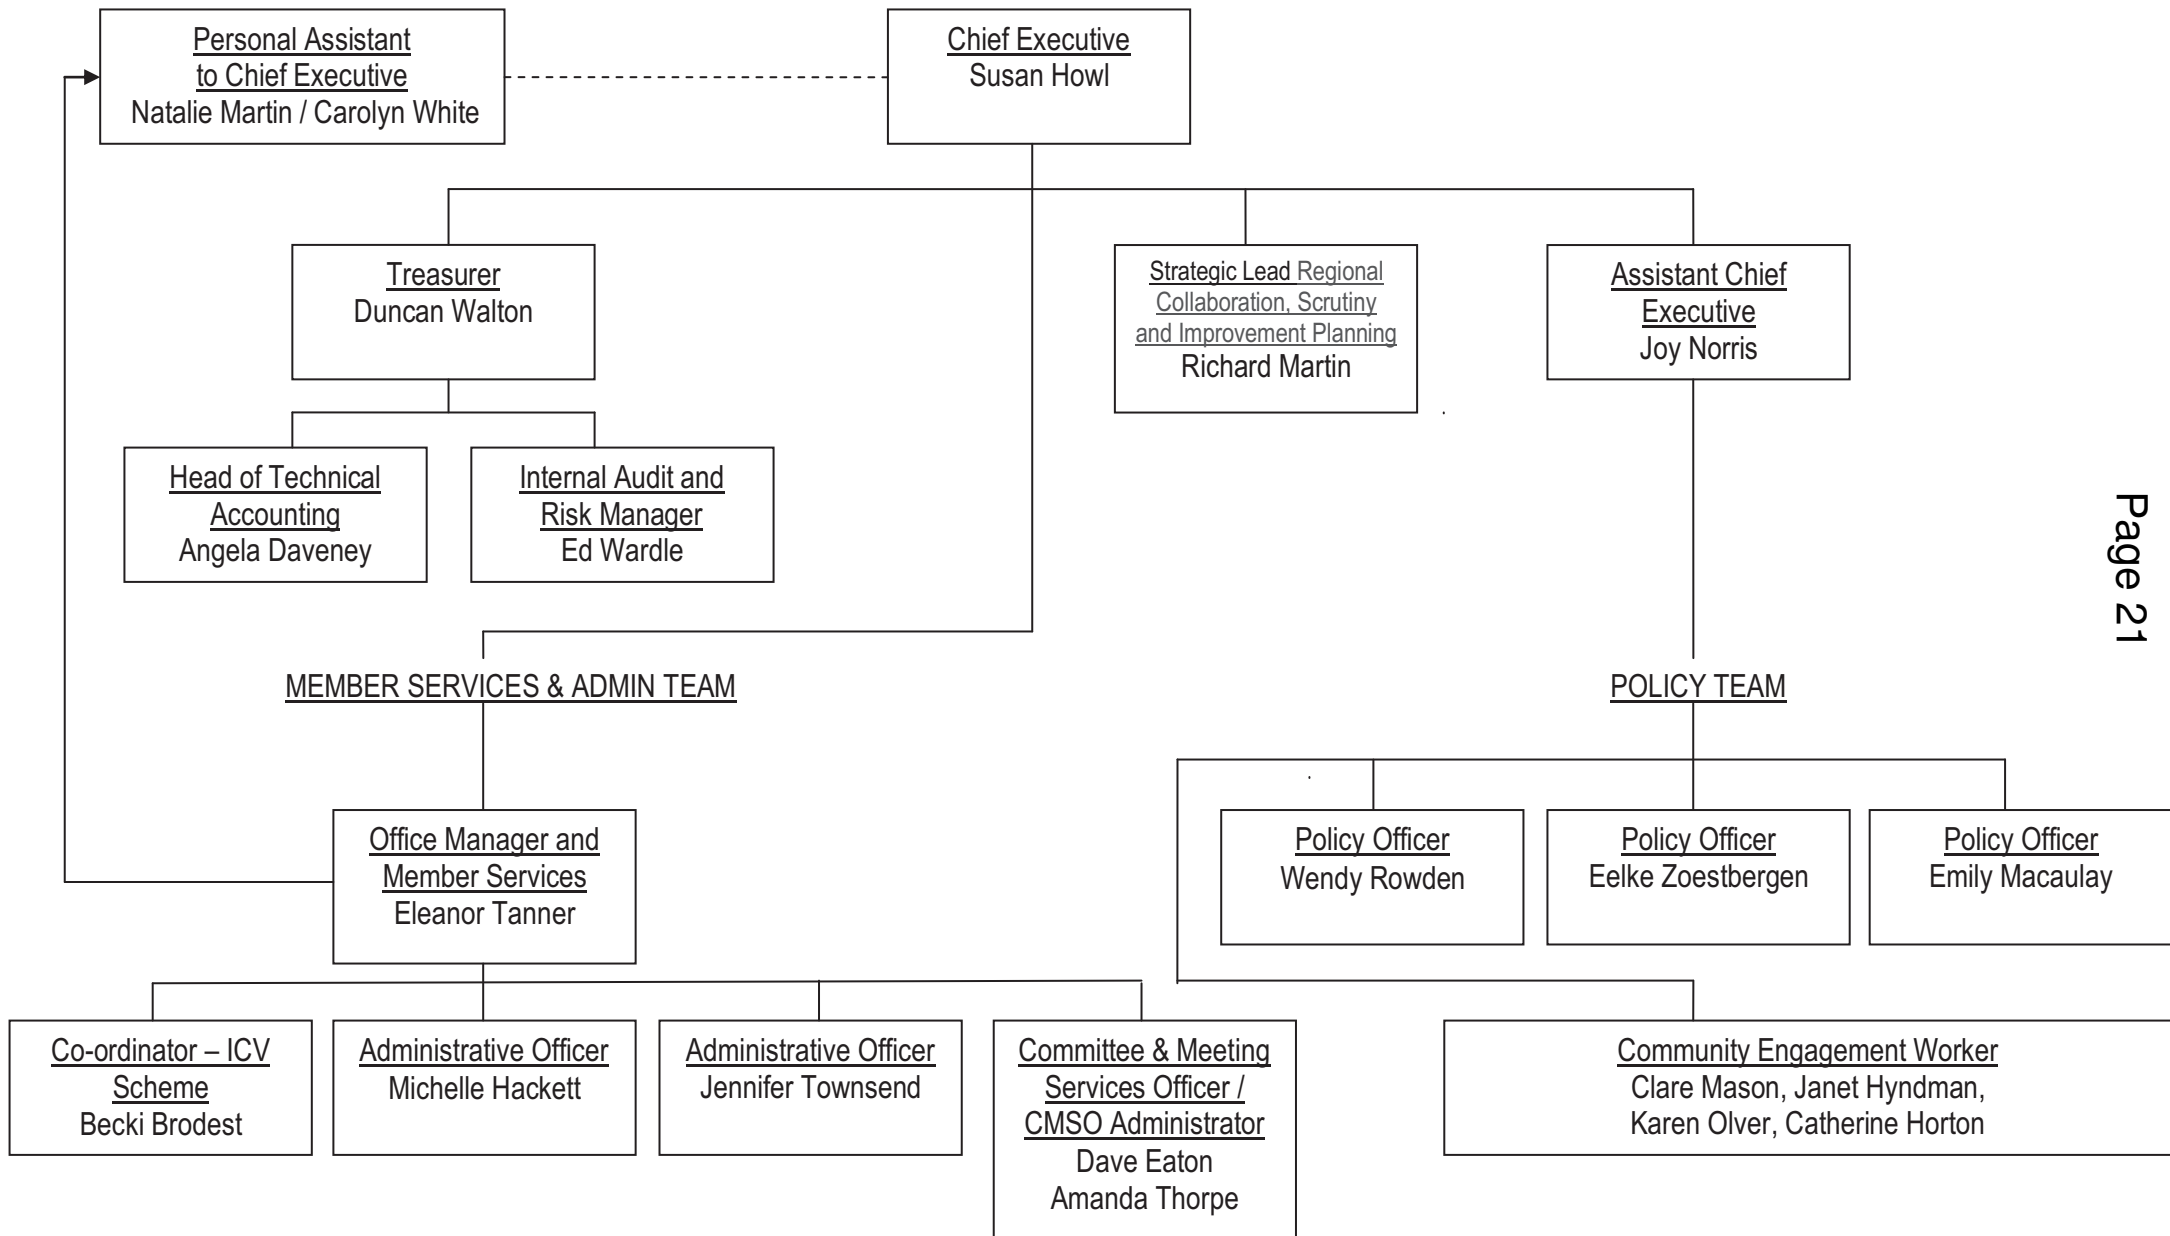 Personal Assistant
to Chief Executive
Natalie Martin / Carolyn White
Chief Executive
Susan Howl
Treasurer
Duncan Walton
Strategic Lead Regional
Collaboration, Scrutiny
and Improvement Planning
Richard Martin
Assistant Chief
Executive
Joy Norris
Head of Technical
Accounting
Angela Daveney
Internal Audit and
Risk Manager
Ed Wardle
Page 21
MEMBER SERVICES & ADMIN TEAM
POLICY TEAM
Office Manager and
Member Services
Eleanor Tanner
Policy Officer
Wendy Rowden
Policy Officer
Eelke Zoestbergen
Policy Officer
Emily Macaulay
Co-ordinator – ICV
Scheme
Becki Brodest
Administrative Officer
Michelle Hackett
Administrative Officer
Jennifer Townsend
Committee & Meeting
Services Officer /
CMSO Administrator
Dave Eaton
Amanda Thorpe
Community Engagement Worker
Clare Mason, Janet Hyndman,
Karen Olver, Catherine Horton